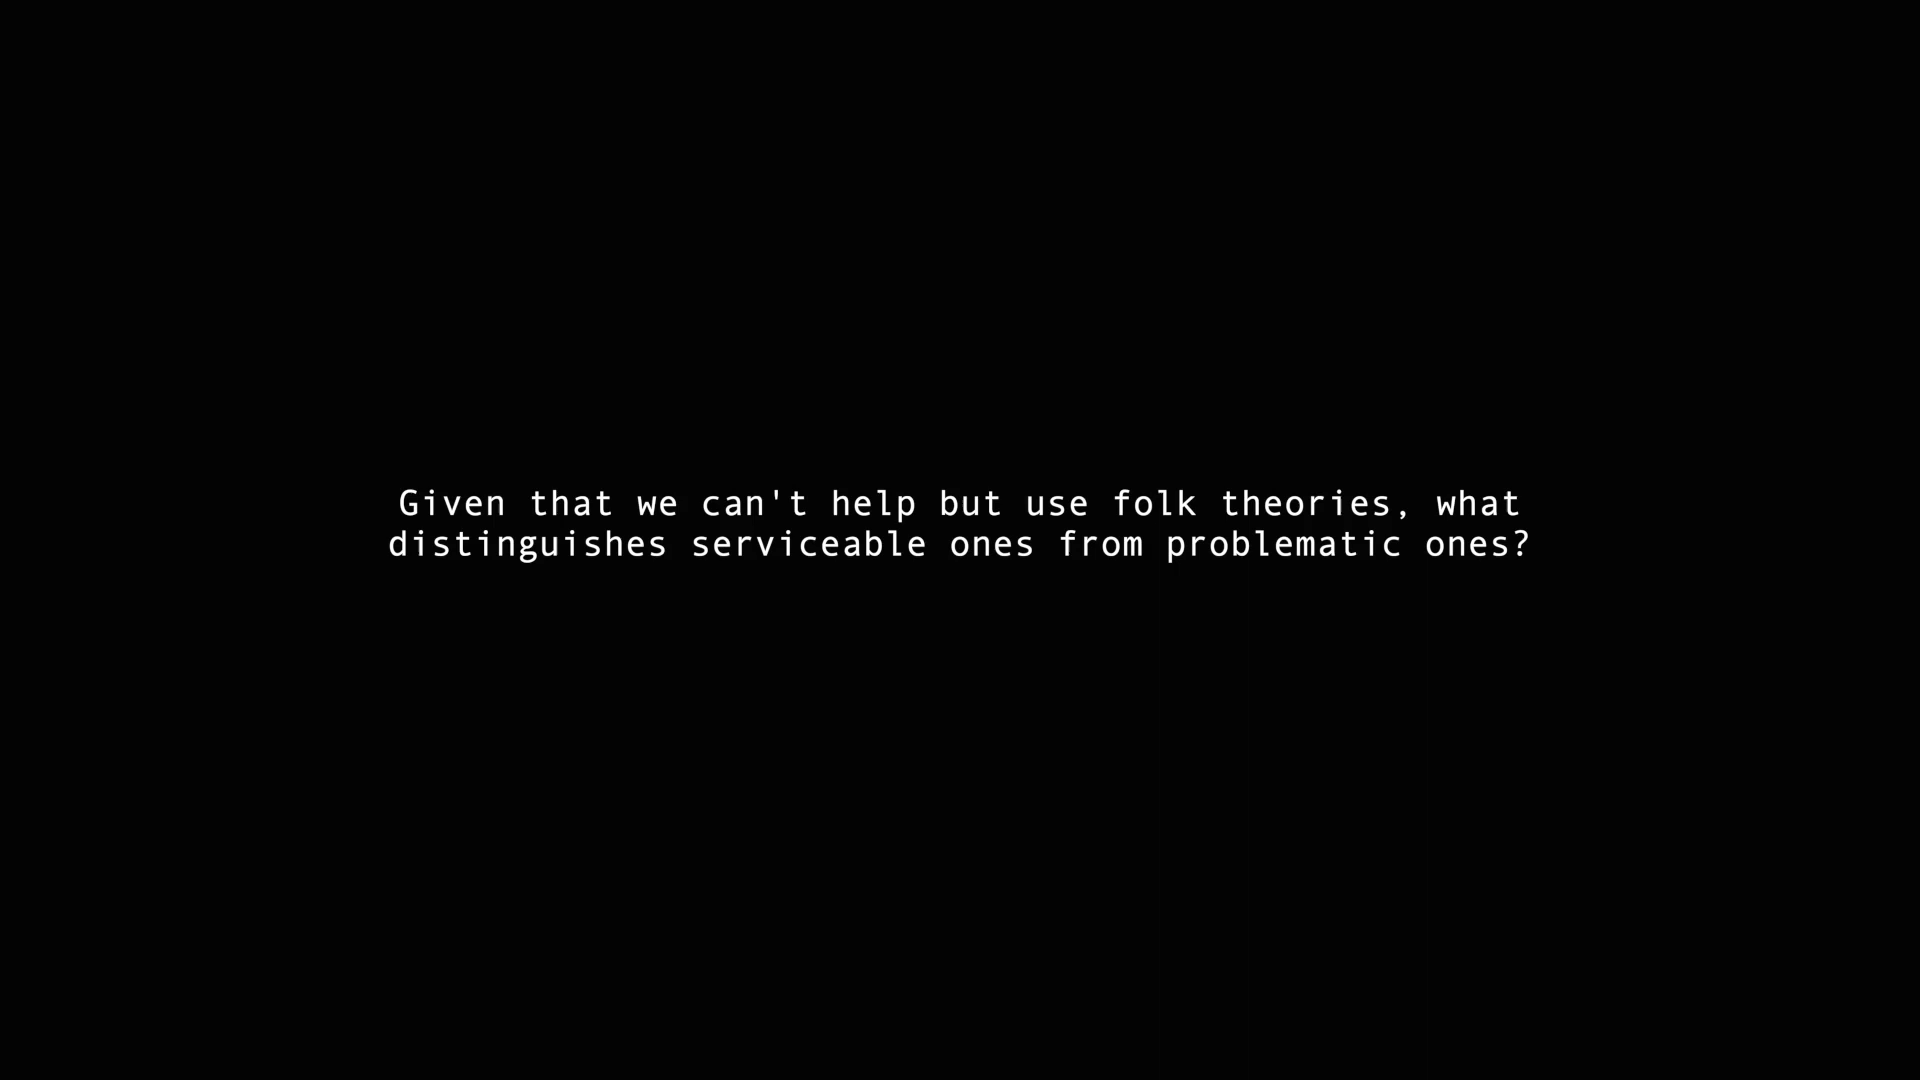 Given that we can't help but use folk theories, what
distinguishes serviceable ones from problematic ones?